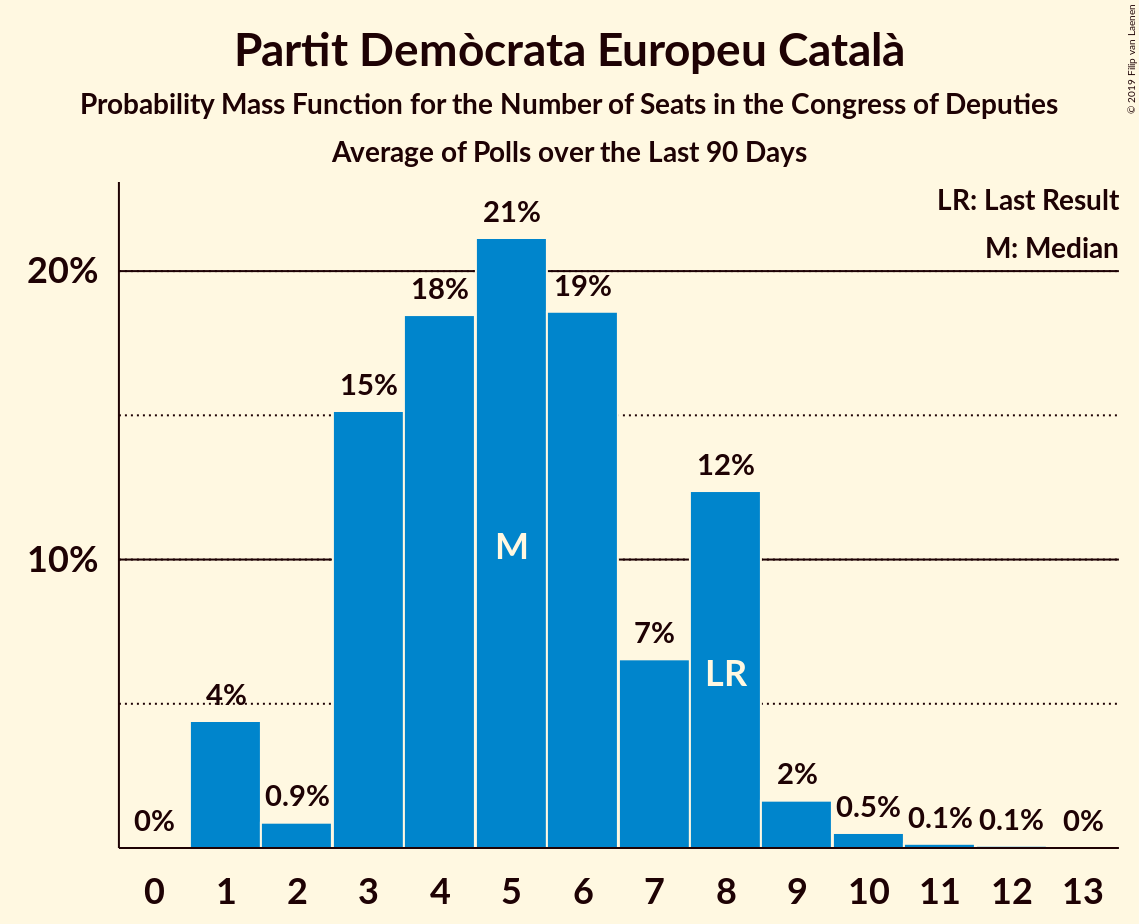 Partit Demòcrata Europeu Català
Probability Mass Function for the Number of Seats in the Congress of Deputies
Average of Polls over the Last 90 Days
© 2019 Filip van Laenen
LR: Last Result
M: Median
20%
10%
0%
4%
0.9%
15%
18%
21%
19%
7%
12%
2%
0.5%
0.1%
0.1%
0%
M
LR
0 1 2 3 4 5 6 7 8 9 10 11 12 13